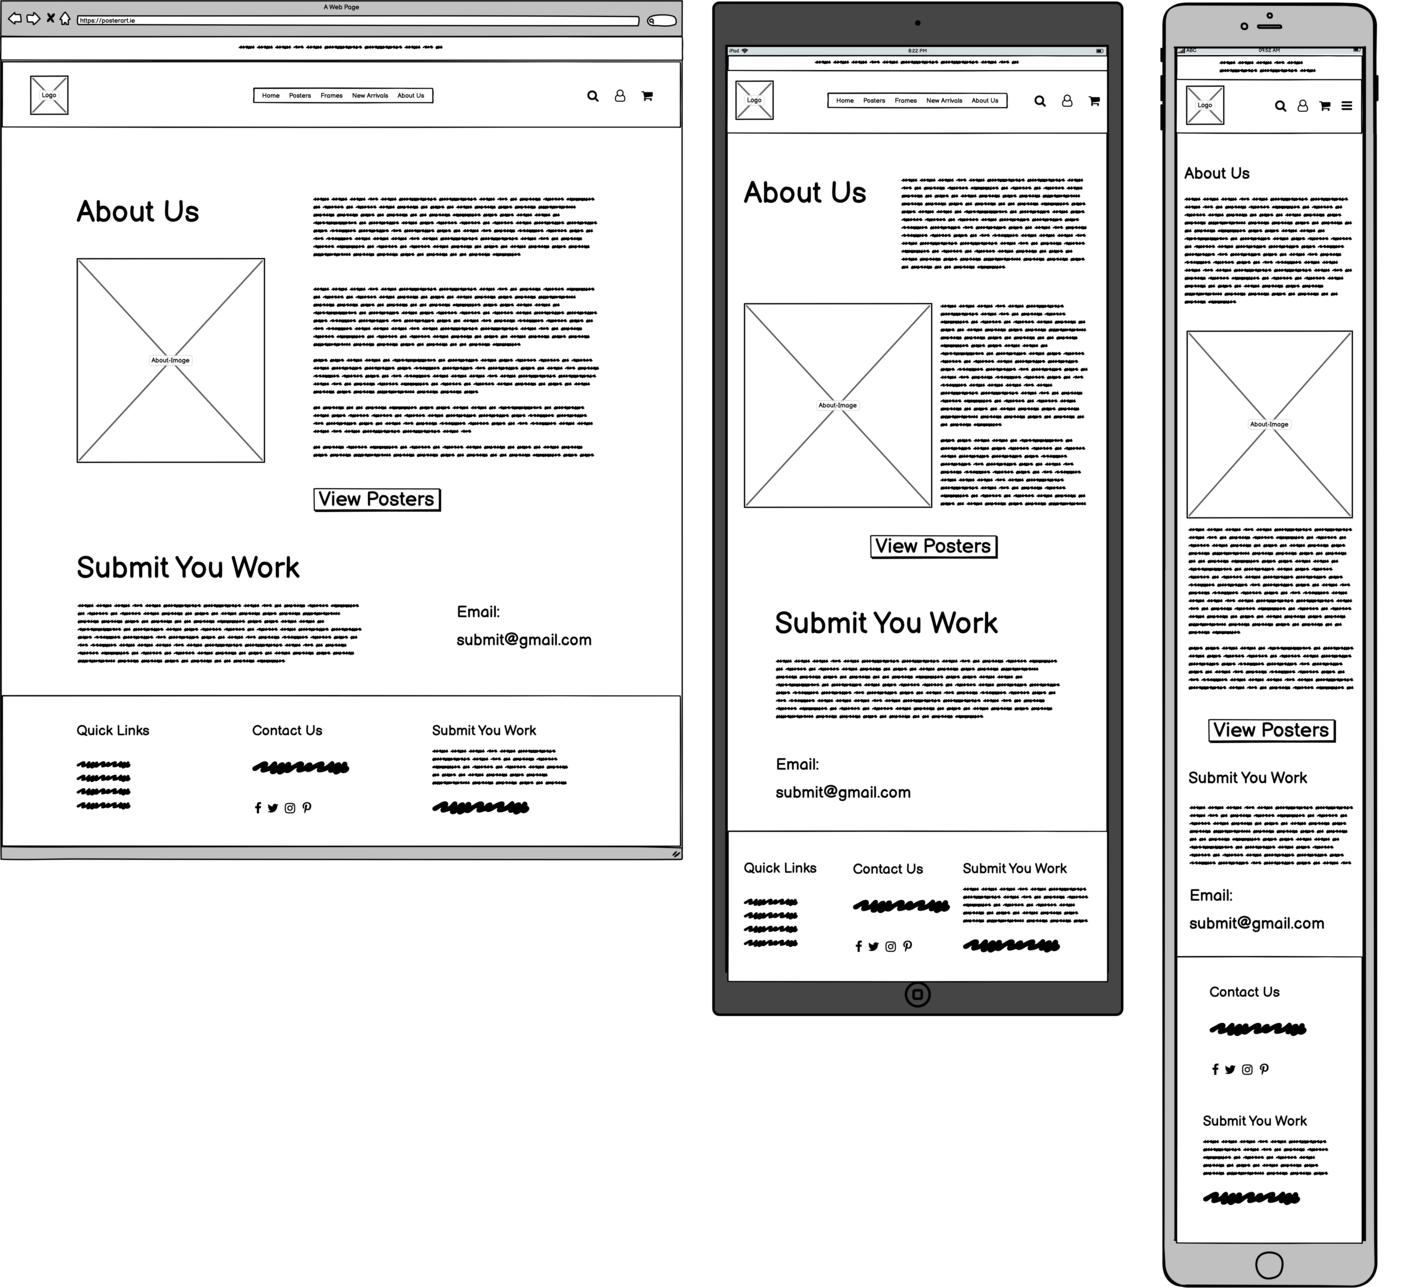 A Web Page
https://posterart.ie
Logo
Home Posters Frames New Arrivals About Us
About Us
About-Image
View Posters
Submit You Work
Email:
submit@gmail.com
Quick Links
Contact Us
Submit You Work
iPad
8:22 PM
Logo
Home Posters Frames New Arrivals About Us
About Us
About-Image
View Posters
Submit You Work
Email:
submit@gmail.com
Quick Links
Contact Us
Submit You Work
ABC
09:52 AM
Logo
About Us
About-Image
View Posters
Submit You Work
Email:
submit@gmail.com
Contact Us
Submit You Work